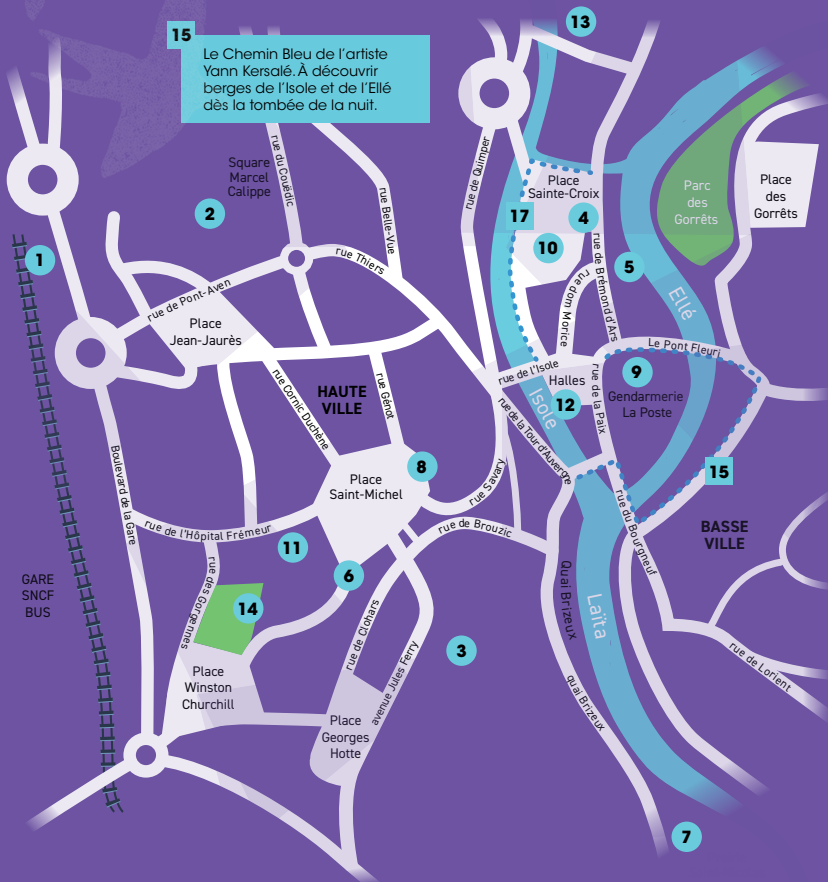 15
Le Chemin Bleu de l'artiste
Yann Kersalé. À découvrir
berges de l'Isole et de l'Ellé
dès la tombée de la nuit.
13
rue du Couëdic
Square
Marcel
Calippe
2
rue Belle-Vue
rue de Quimper
Place
Sainte-Croix
17
4
10
Parc
des
Gorrêts
Place
des
Gorrêts
1
rue de Pont-Aven
rue Thiers
rue dom Morice
rue de Brémond d'Ars
5
Ellé
Place
Jean-Jaurès
Le Pont Fleuri
rue de l'Isole
Halles
12
Isole
rue de la Paix
9
Gendarmerie
La Poste
rue Cornic Duchène
HAUTE
VILLE
rue Génot
rue de la Tour d'Auvergne
8
Place
Saint-Michel
rue Savary
15
Boulevard de la Gare
rue de l'Hôpital Frémeur
11
rue de Brouzic
rue du Bourgneuf
BASSE
VILLE
GARE
SNCF
BUS
rue des Gorgennes
14
6
rue de Clohars
Quai Brizeux
Laïta
3
Place
Winston
Churchill
avenue Jules Ferry
rue de Lorient
Place
Georges
Hotte
quai Brizeux
7